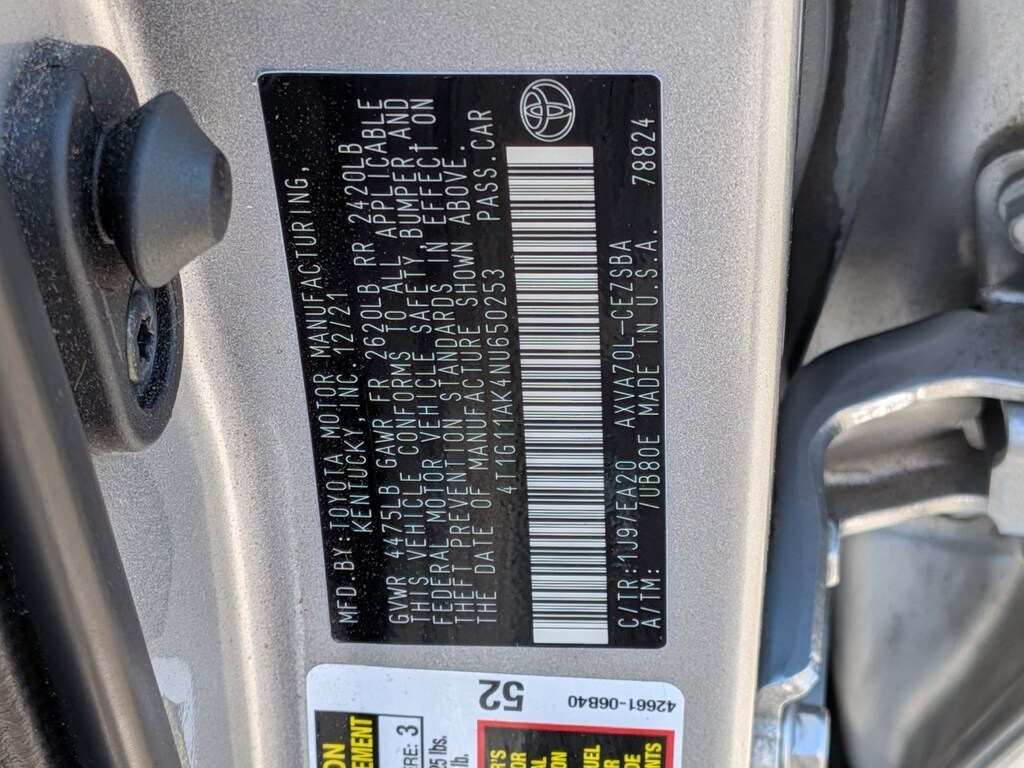 MFD.BY:TOYOTA MOTOR MANUFACTURING,
KENTUCKY,INC. 12/21
GVWR 4475LB GAWR FR 2620LB RR 2420LB
THIS VEHICLE CONFORMS TO ALL APPLICABLE
FEDERAL MOTOR VEHICLE SAFETY, BUMPER AND
THEFT PREVENTION STANDARDS IN EFFECT ON
THE DATE OF MANUFACTURE SHOWN ABOVE.
4T1G11AK4NU650253 PASS.CAR
C/TR:1J9/EA20 AXVA70L-CEZSBA
A/TM: /UB80E MADE IN U.S.A. 78824
52
42661-06B40